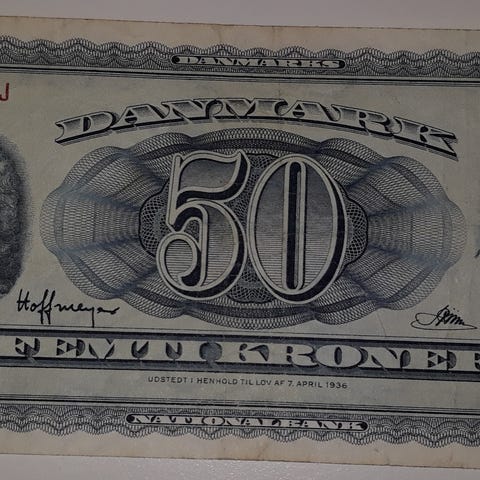 DANMARKS
J
DANMARK
50
Hoffmeyer
FEMTI KRONER
UDSTEDT I HENHOLD TIL LOV AF 7. APRIL 1936
NATIONALBANK